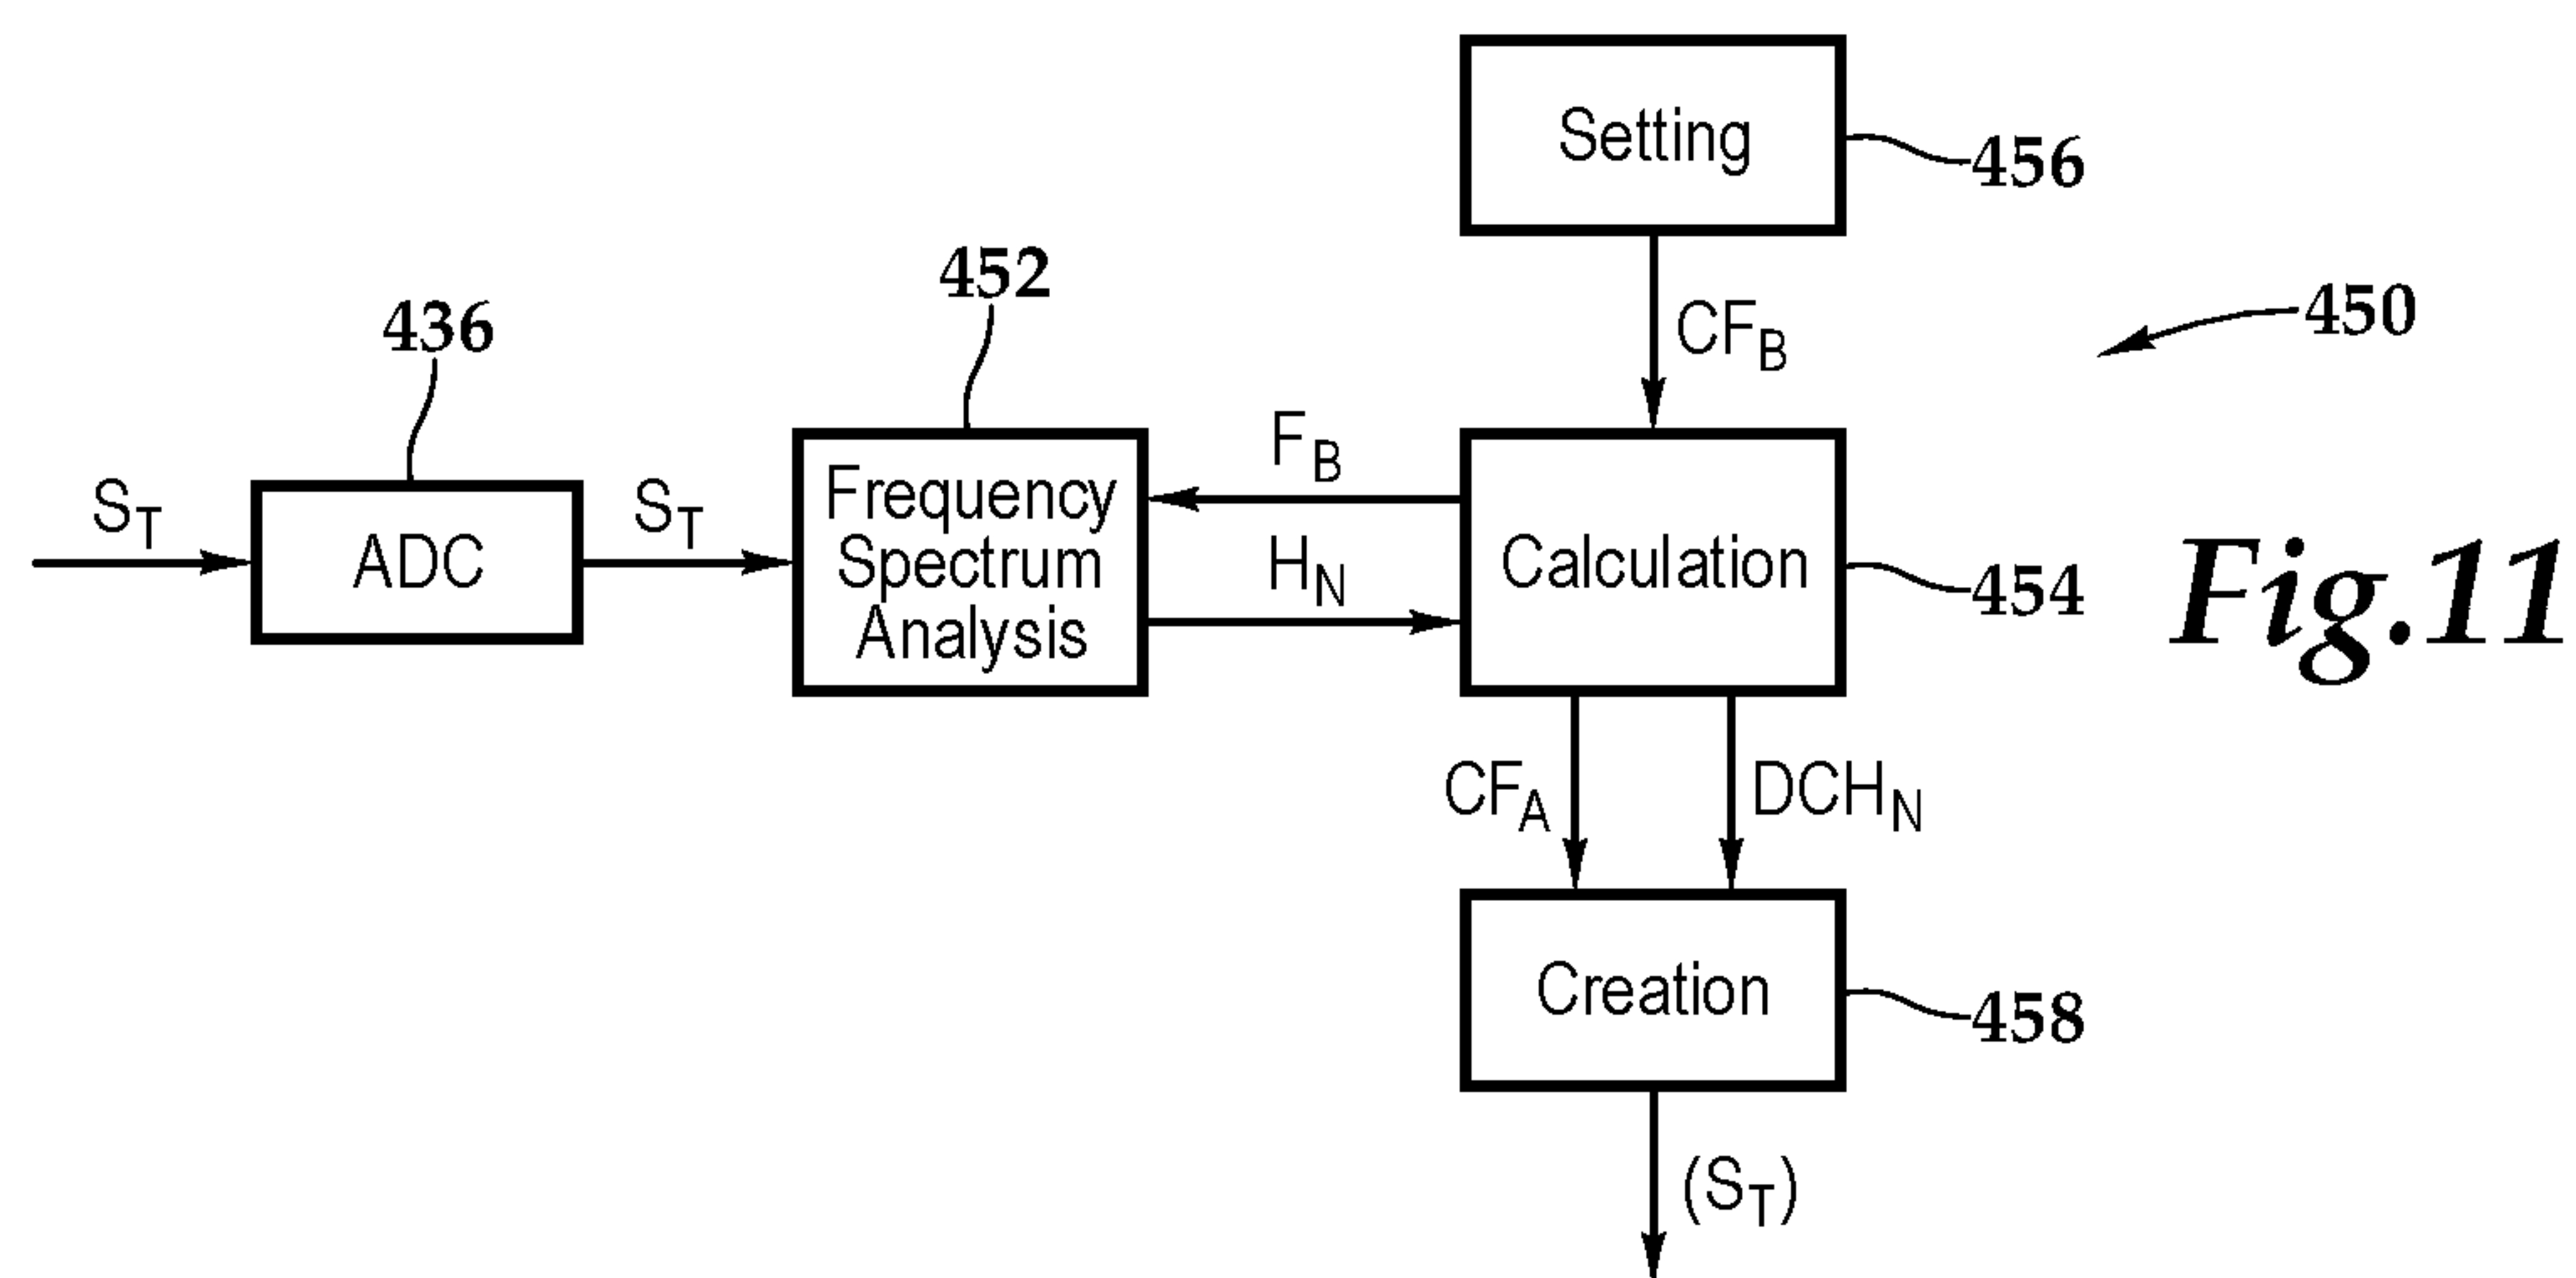 Setting
456
452
450
436
CF_B
F_B
S_T
ADC
S_T
Frequency
Spectrum
Analysis
H_N
Calculation
454
Fig.11
CF_A
DCH_N
Creation
458
(S_T)